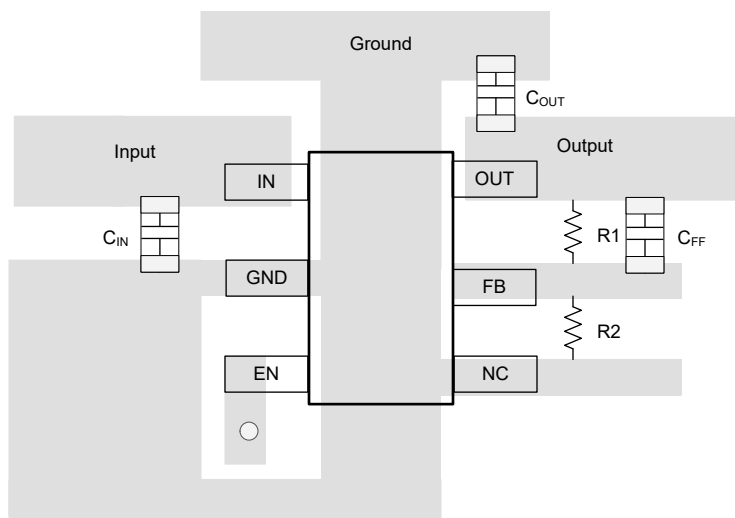 Ground
COUT
Input
Output
IN
OUT
CIN
R1
CFF
GND
FB
R2
EN
NC